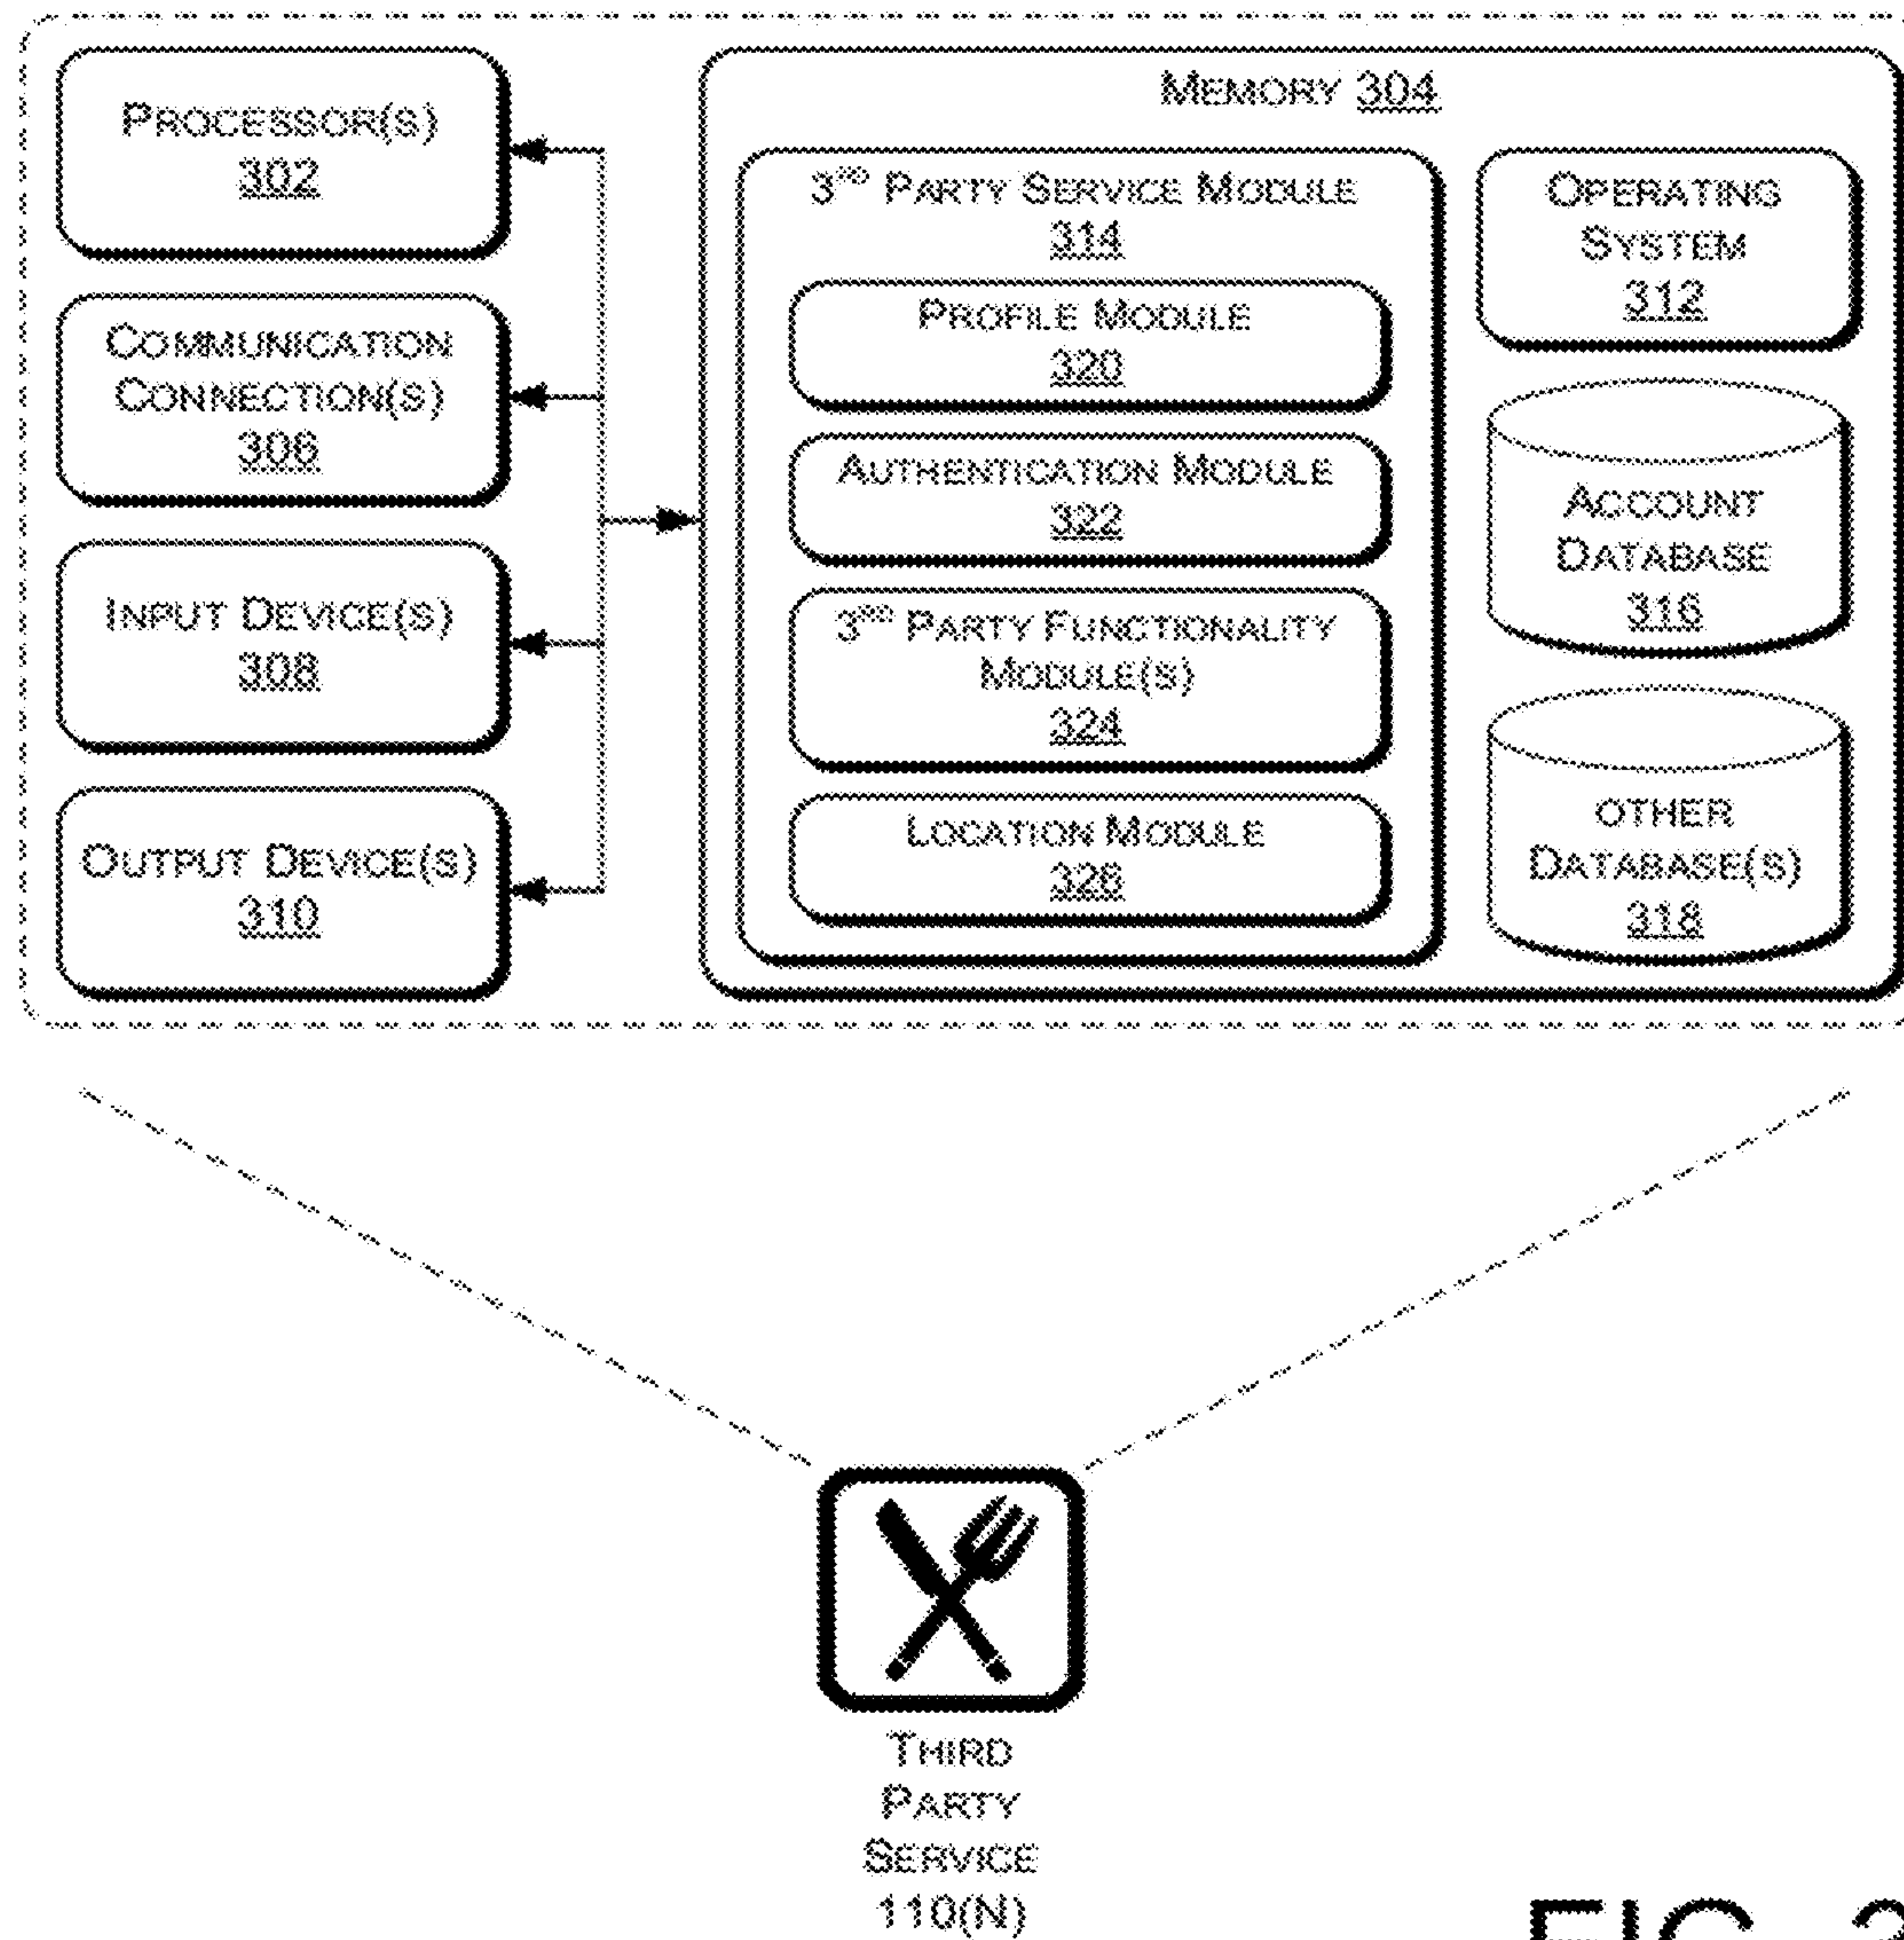 PROCESSOR(S)
302
COMMUNICATION
CONNECTION(S)
306
INPUT DEVICE(S)
308
OUTPUT DEVICE(S)
310
MEMORY 304
3RD PARTY SERVICE MODULE
314
PROFILE MODULE
320
AUTHENTICATION MODULE
322
3RD PARTY FUNCTIONALITY
MODULE(S)
324
LOCATION MODULE
326
OPERATING
SYSTEM
312
ACCOUNT
DATABASE
316
OTHER
DATABASE(S)
318
THIRD
PARTY
SERVICE
110(N)
FIG.